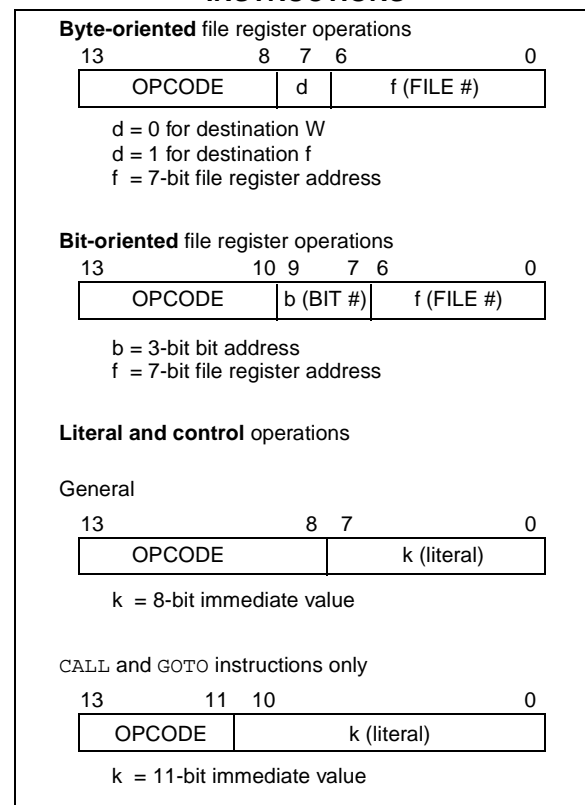 INSTRUCTIONS
Byte-oriented file register operations
13 8 7 6 0
OPCODE d f (FILE #)
d = 0 for destination W
d = 1 for destination f
f = 7-bit file register address
Bit-oriented file register operations
13 10 9 7 6 0
OPCODE b (BIT #) f (FILE #)
b = 3-bit bit address
f = 7-bit file register address
Literal and control operations
General
13 8 7 0
OPCODE k (literal)
k = 8-bit immediate value
CALL and GOTO instructions only
13 11 10 0
OPCODE k (literal)
k = 11-bit immediate value